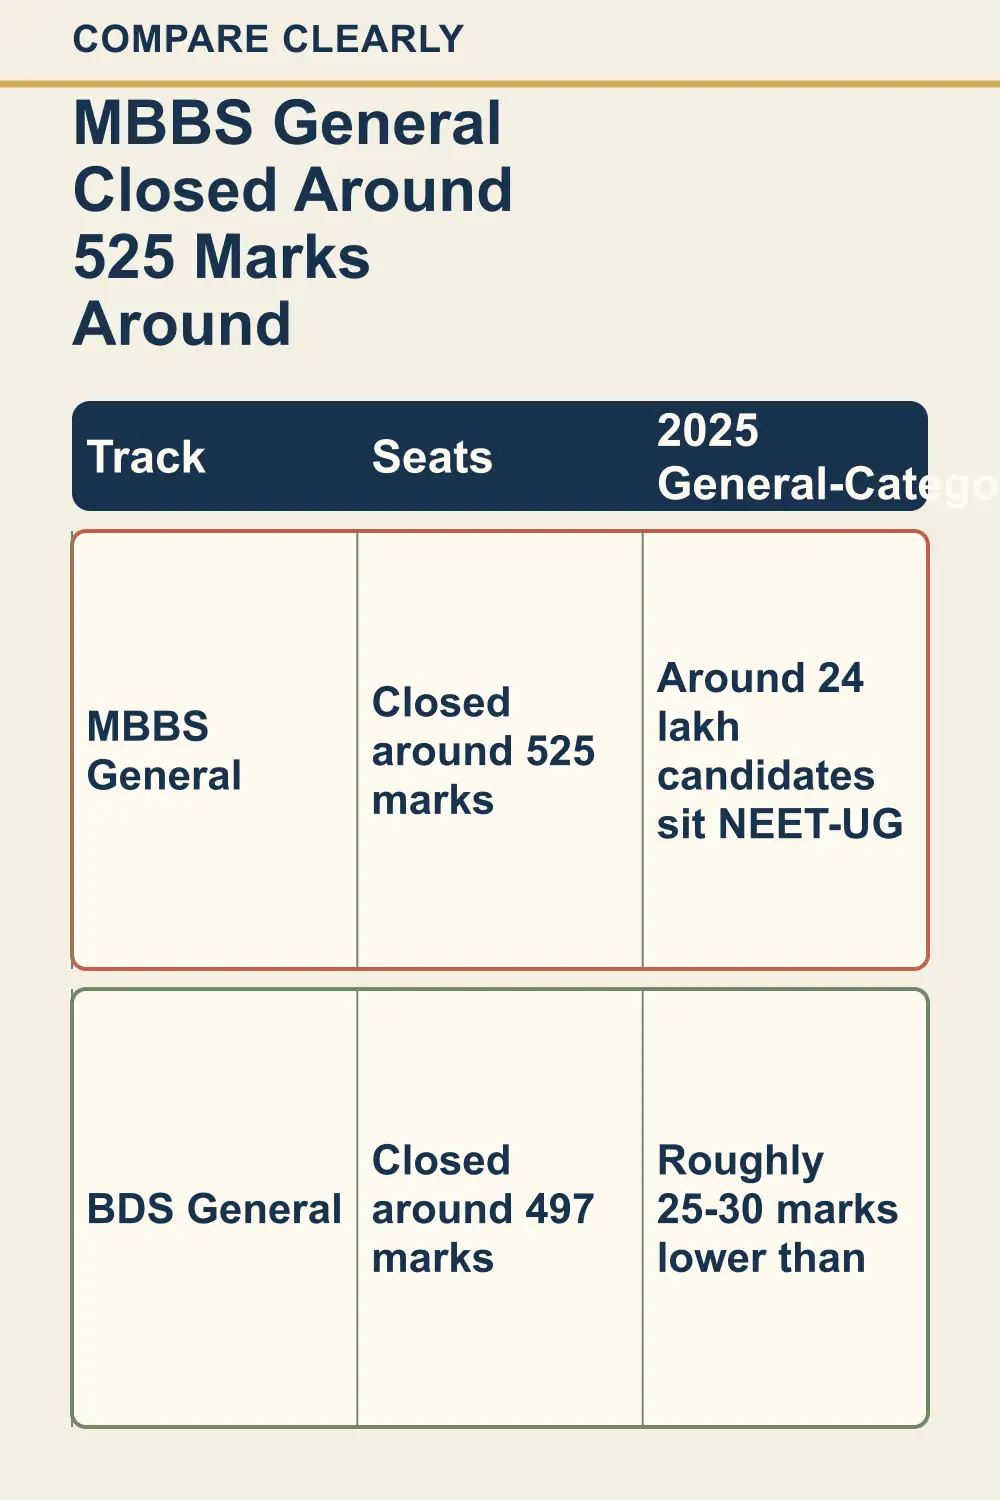 COMPARE CLEARLY
MBBS General
Closed Around
525 Marks
Around
Track
Seats
2025
General-Catego
MBBS
General
Closed
around 525
marks
Around 24
lakh
candidates
sit NEET-UG
BDS General
Closed
around 497
marks
Roughly
25-30 marks
lower than